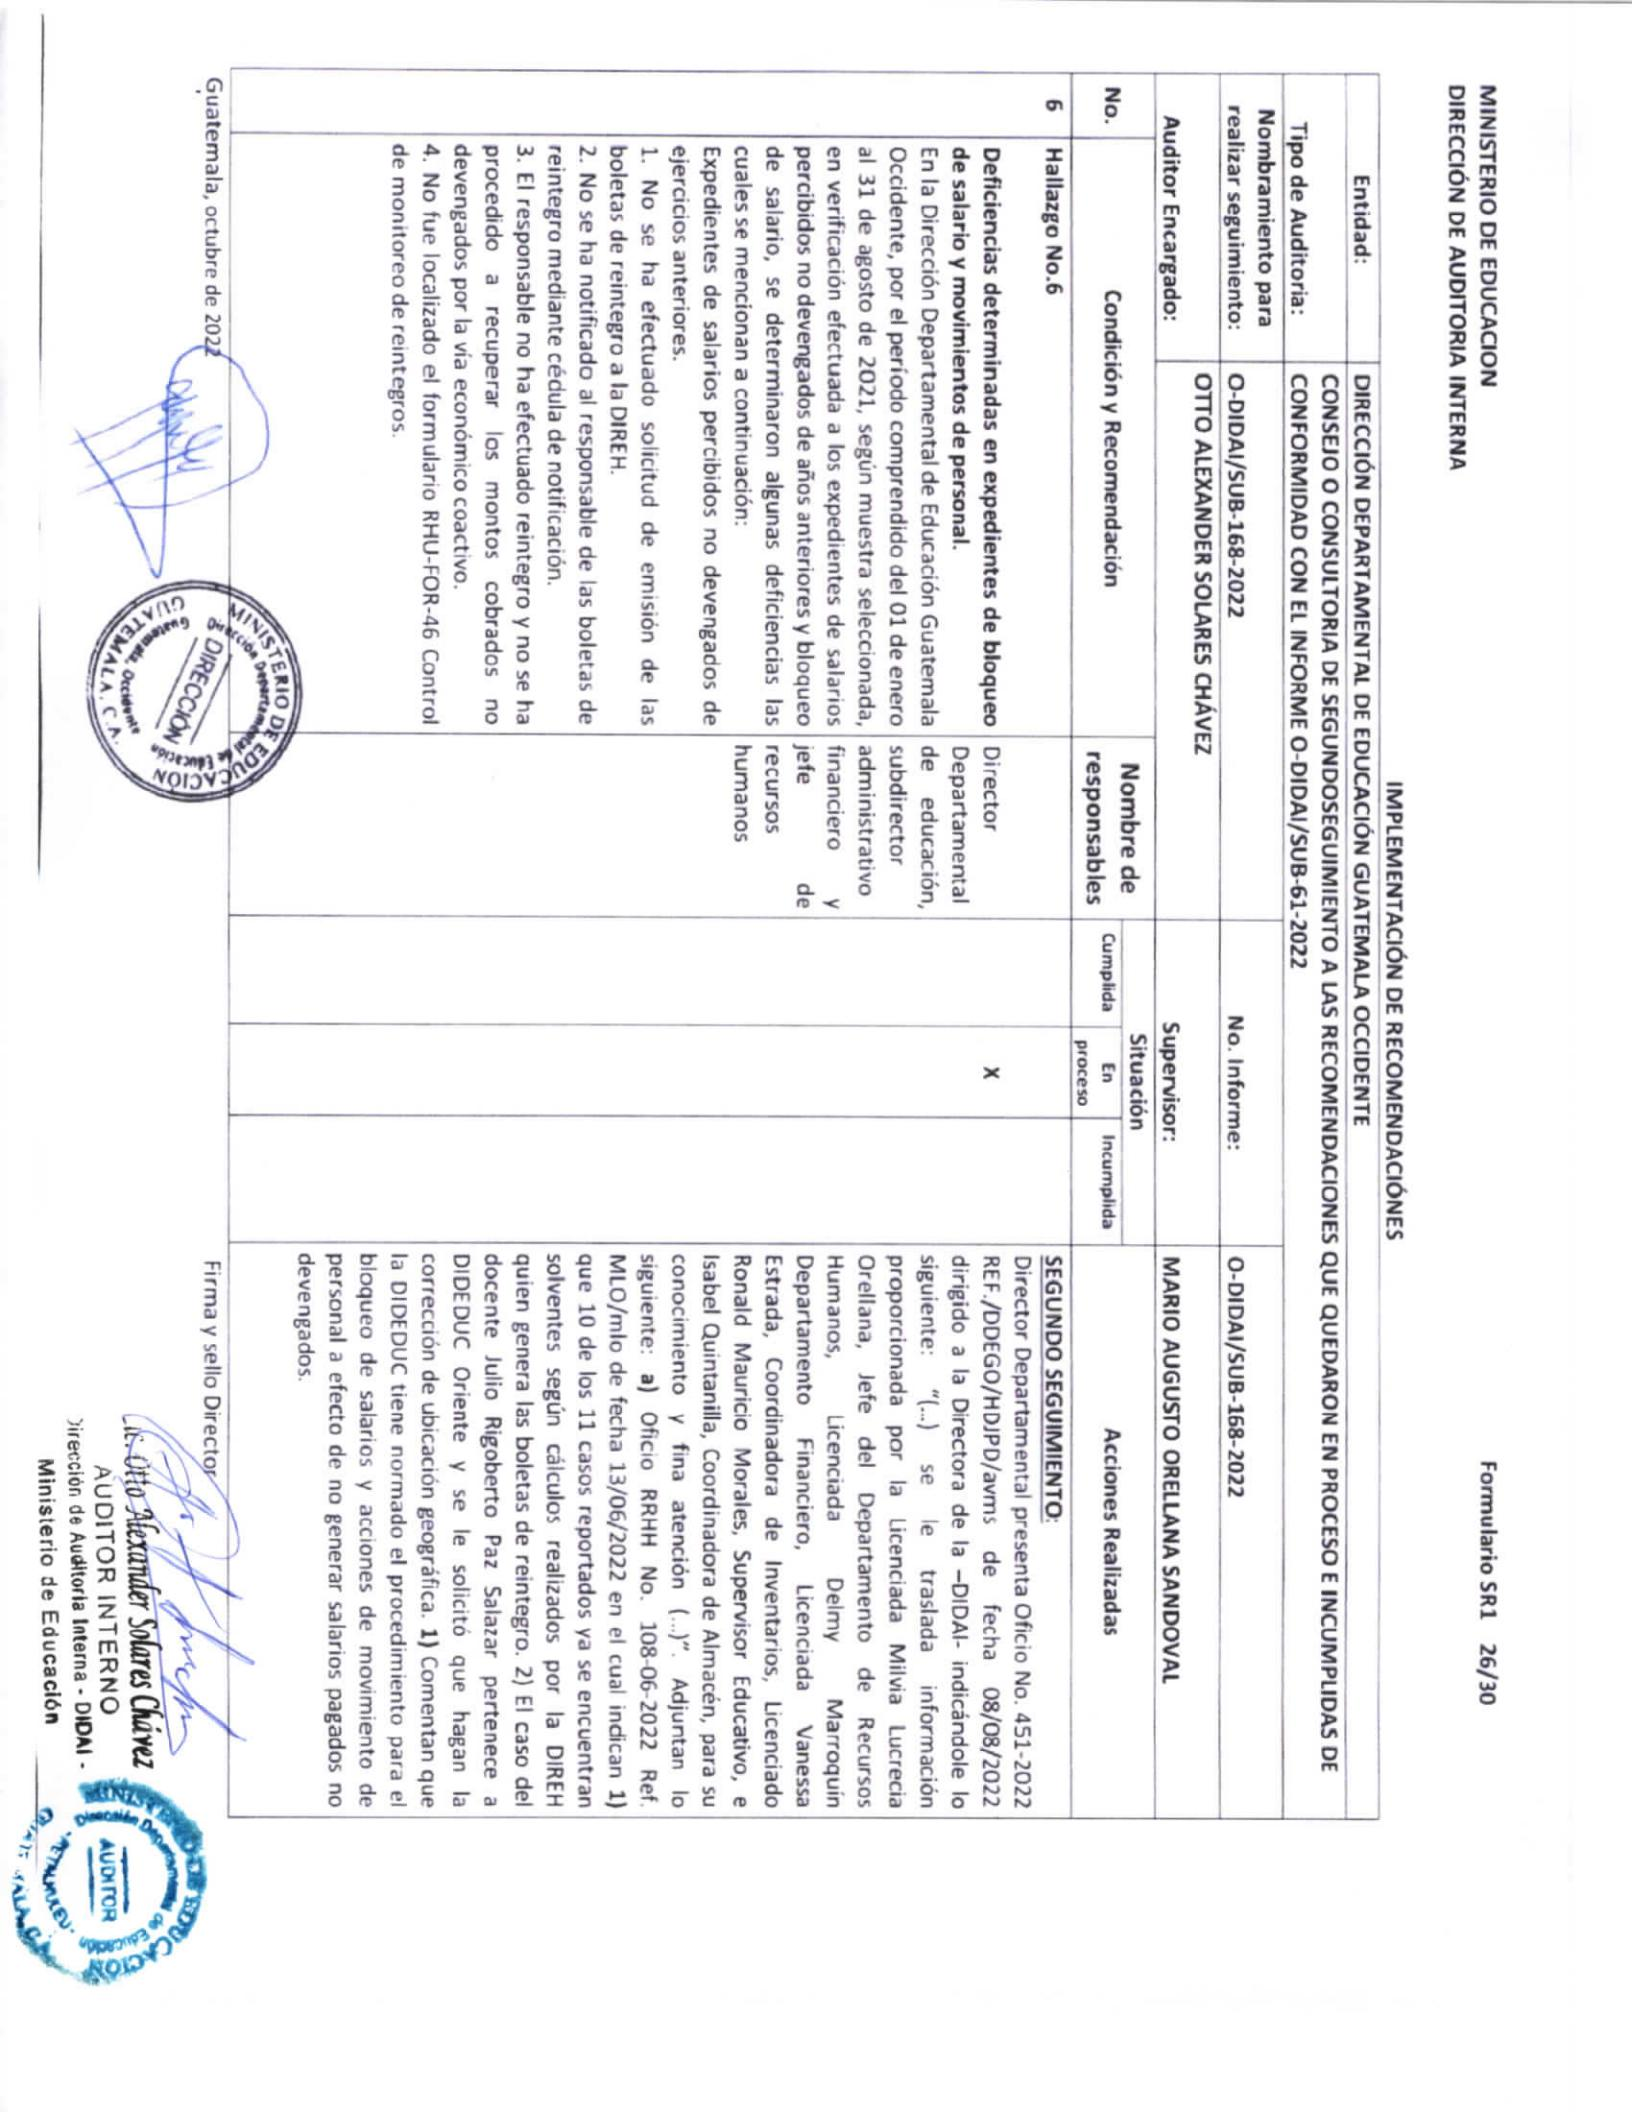 MINISTERIO DE EDUCACION
DIRECCIÓN DE AUDITORIA INTERNA
Formulario SR1 26/30
IMPLEMENTACIÓN DE RECOMENDACIÓNES
Entidad: DIRECCIÓN DEPARTAMENTAL DE EDUCACIÓN GUATEMALA OCCIDENTE
Tipo de Auditoria: CONSEJO O CONSULTORIA DE SEGUNDOSEGUIMIENTO A LAS RECOMENDACIONES QUE QUEDARON EN PROCESO E INCUMPLIDAS DE
CONFORMIDAD CON EL INFORME O-DIDAI/SUB-61-2022
Nombramiento para
realizar seguimiento: O-DIDAI/SUB-168-2022 No. Informe: O-DIDAI/SUB-168-2022
Auditor Encargado: OTTO ALEXANDER SOLARES CHÁVEZ Supervisor: MARIO AUGUSTO ORELLANA SANDOVAL
No. Condición y Recomendación
Nombre de
responsables
Situación
Cumplida
En
proceso
Incumplida
Acciones Realizadas
6 Hallazgo No.6
Deficiencias determinadas en expedientes de bloqueo
de salario y movimientos de personal.
En la Dirección Departamental de Educación Guatemala
Occidente, por el período comprendido del 01 de enero
al 31 de agosto de 2021, según muestra seleccionada,
en verificación efectuada a los expedientes de salarios
percibidos no devengados de años anteriores y bloqueo
de salario, se determinaron algunas deficiencias las
cuales se mencionan a continuación:
Expedientes de salarios percibidos no devengados de
ejercicios anteriores.
1. No se ha efectuado solicitud de emisión de las
boletas de reintegro a la DIREH.
2. No se ha notificado al responsable de las boletas de
reintegro mediante cédula de notificación.
3. El responsable no ha efectuado reintegro y no se ha
procedido a recuperar los montos cobrados no
devengados por la vía económico coactivo.
4. No fue localizado el formulario RHU-FOR-46 Control
de monitoreo de reintegros.
Director
Departamental
de educación,
subdirector
administrativo
financiero y
jefe de
recursos
humanos
X
SEGUNDO SEGUIMIENTO:
Director Departamental presenta Oficio No. 451-2022
REF./DDEGO/HDJPD/avms de fecha 08/08/2022
dirigido a la Directora de la –DIDAI- indicándole lo
siguiente: “(...) se le traslada información
proporcionada por la Licenciada Milvia Lucrecia
Orellana, Jefe del Departamento de Recursos
Humanos, Licenciada Delmy Marroquín
Departamento Financiero, Licenciada Vanessa
Estrada, Coordinadora de Inventarios, Licenciado
Ronald Mauricio Morales, Supervisor Educativo, e
Isabel Quintanilla, Coordinadora de Almacén, para su
conocimiento y fina atención (...)”. Adjuntan lo
siguiente: a) Oficio RRHH No. 108-06-2022 Ref.
MLO/mlo de fecha 13/06/2022 en el cual indican 1)
que 10 de los 11 casos reportados ya se encuentran
solventes según cálculos realizados por la DIREH
quien genera las boletas de reintegro. 2) El caso del
docente Julio Rigoberto Paz Salazar pertenece a
DIDEDUC Oriente y se le solicitó que hagan la
corrección de ubicación geográfica. 1) Comentan que
la DIDEDUC tiene normado el procedimiento para el
bloqueo de salarios y acciones de movimiento de
personal a efecto de no generar salarios pagados no
devengados.
Guatemala, octubre de 2022
Firma y sello Director
MINISTERIO DE EDUCACION
Dirección Departamental de Educación
DIRECCIÓN
Guatemala, Occidente
GUATEMALA, C.A.
Lic. Otto Alexander Solares Chávez
AUDITOR INTERNO
Dirección de Auditoria Interna - DIDAI -
Ministerio de Educación
MINISTERIO DE EDUCACION
Dirección Departamental de Educación
AUDITOR